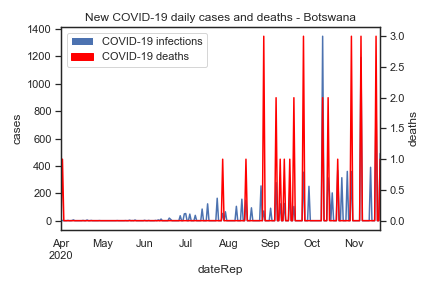 New COVID-19 daily cases and deaths - Botswana
COVID-19 infections
COVID-19 deaths
1400
1200
1000
800
600
400
200
0
cases
3.0
2.5
2.0
1.5
1.0
0.5
0.0
deaths
Apr May Jun Jul Aug Sep Oct Nov
2020
dateRep